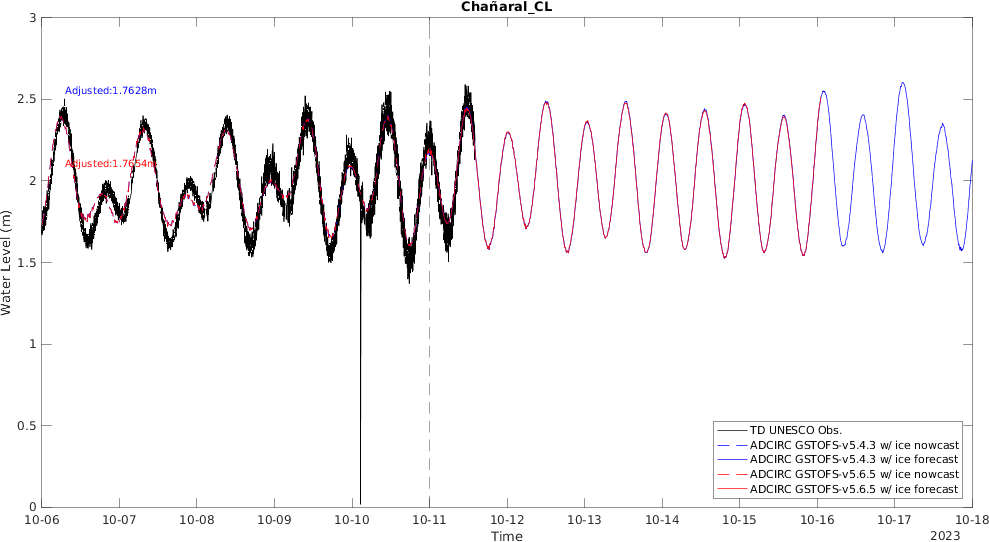 Chañaral_CL
3
2.5
2
1.5
1
0.5
0
Water Level (m)
Adjusted:1.7628m
Adjusted:1.7654m
TD UNESCO Obs.
ADCIRC GSTOFS-v5.4.3 w/ ice nowcast
ADCIRC GSTOFS-v5.4.3 w/ ice forecast
ADCIRC GSTOFS-v5.6.5 w/ ice nowcast
ADCIRC GSTOFS-v5.6.5 w/ ice forecast
10-06 10-07 10-08 10-09 10-10 10-11 10-12 10-13 10-14 10-15 10-16 10-17 10-18
Time
2023